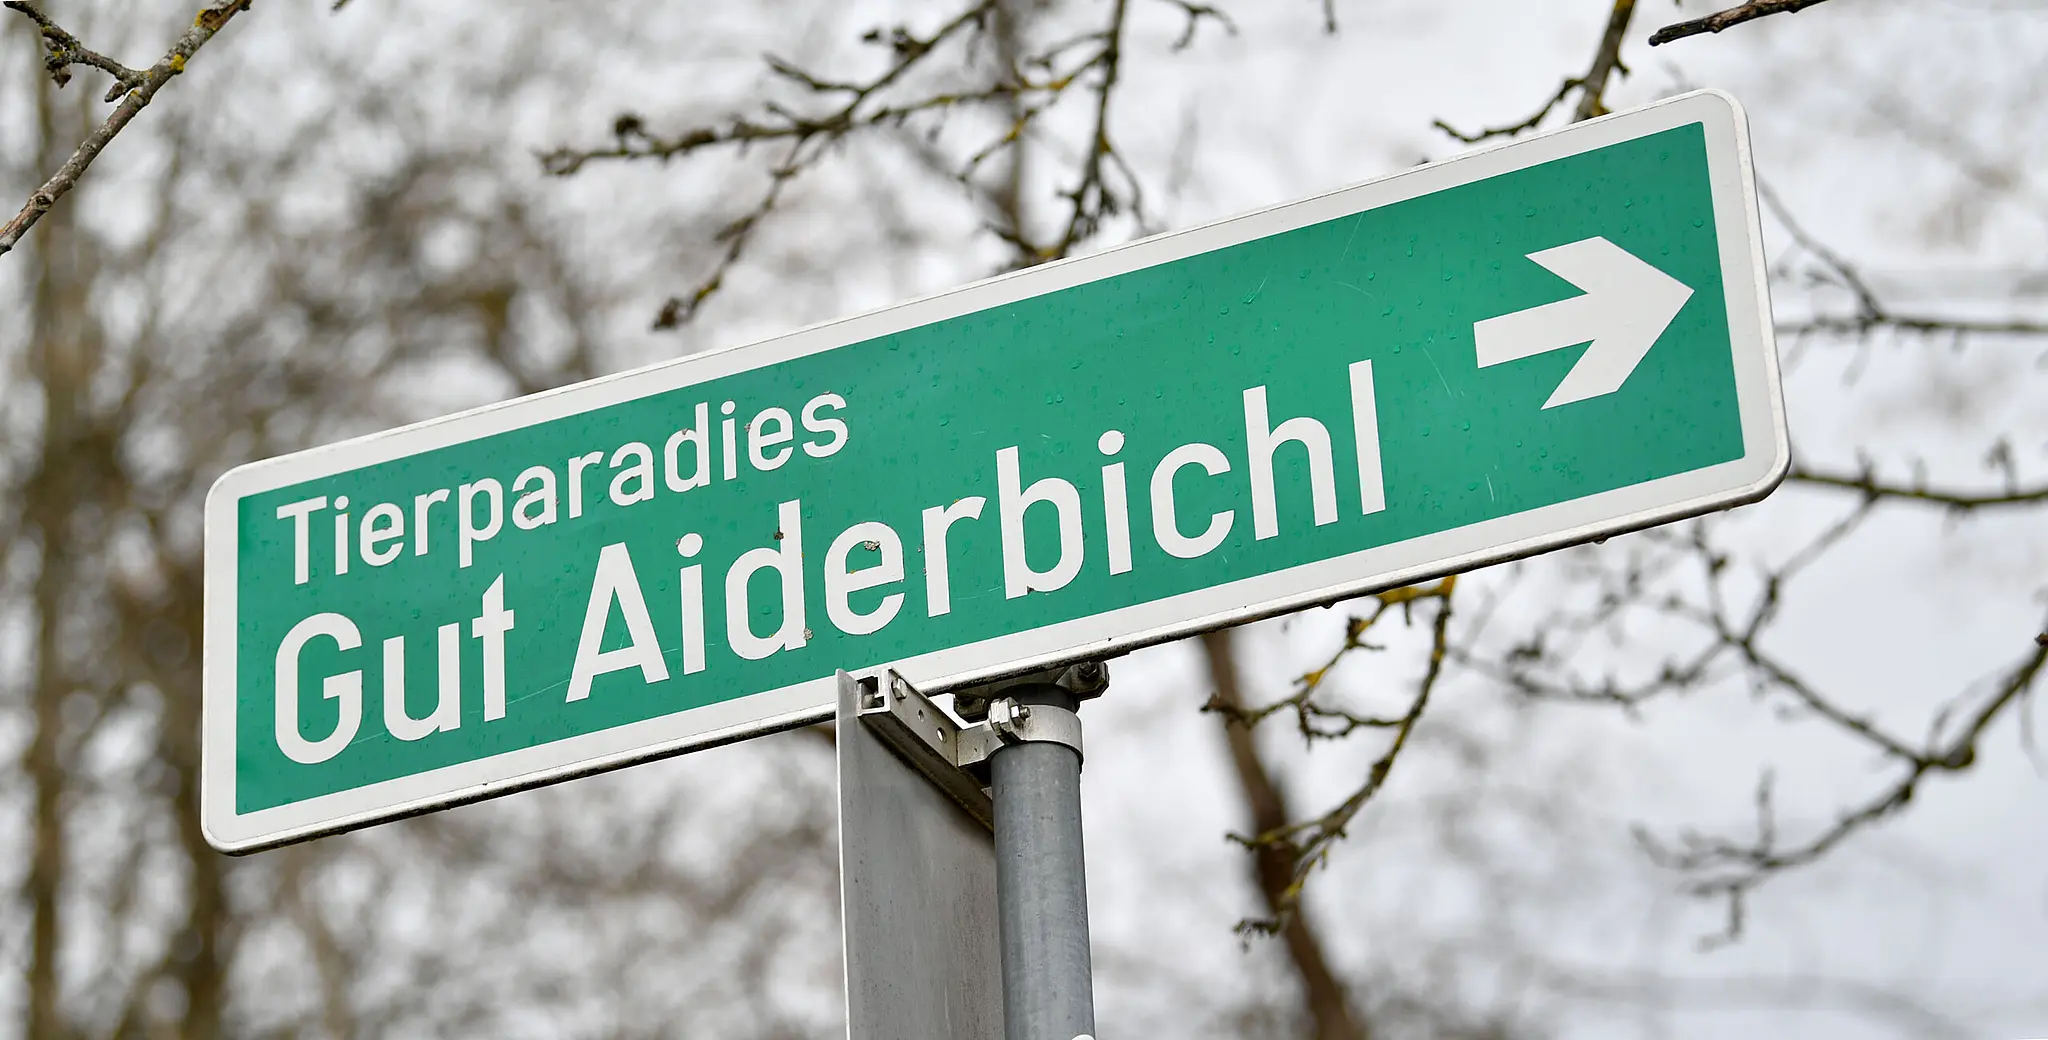 Tierparadies
Gut Aiderbichl